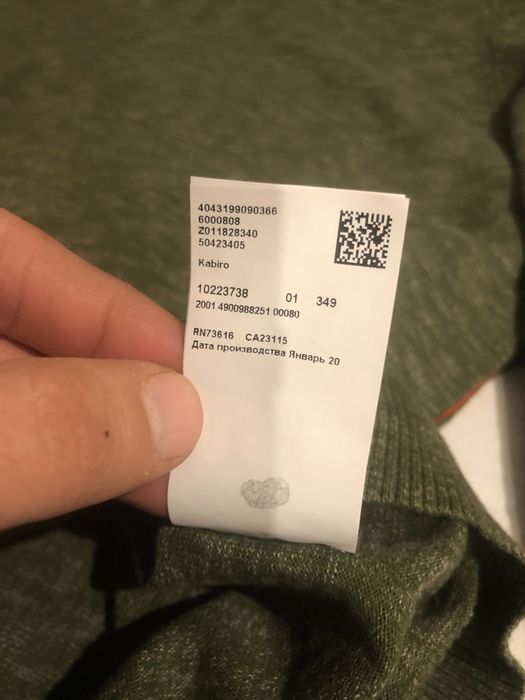 4043199090366
6000808
Z011828340
50423405
Kabiro
10223738 01 349
2001 4900988251 00080
RN73616 CA23115
Дата производства Январь 20